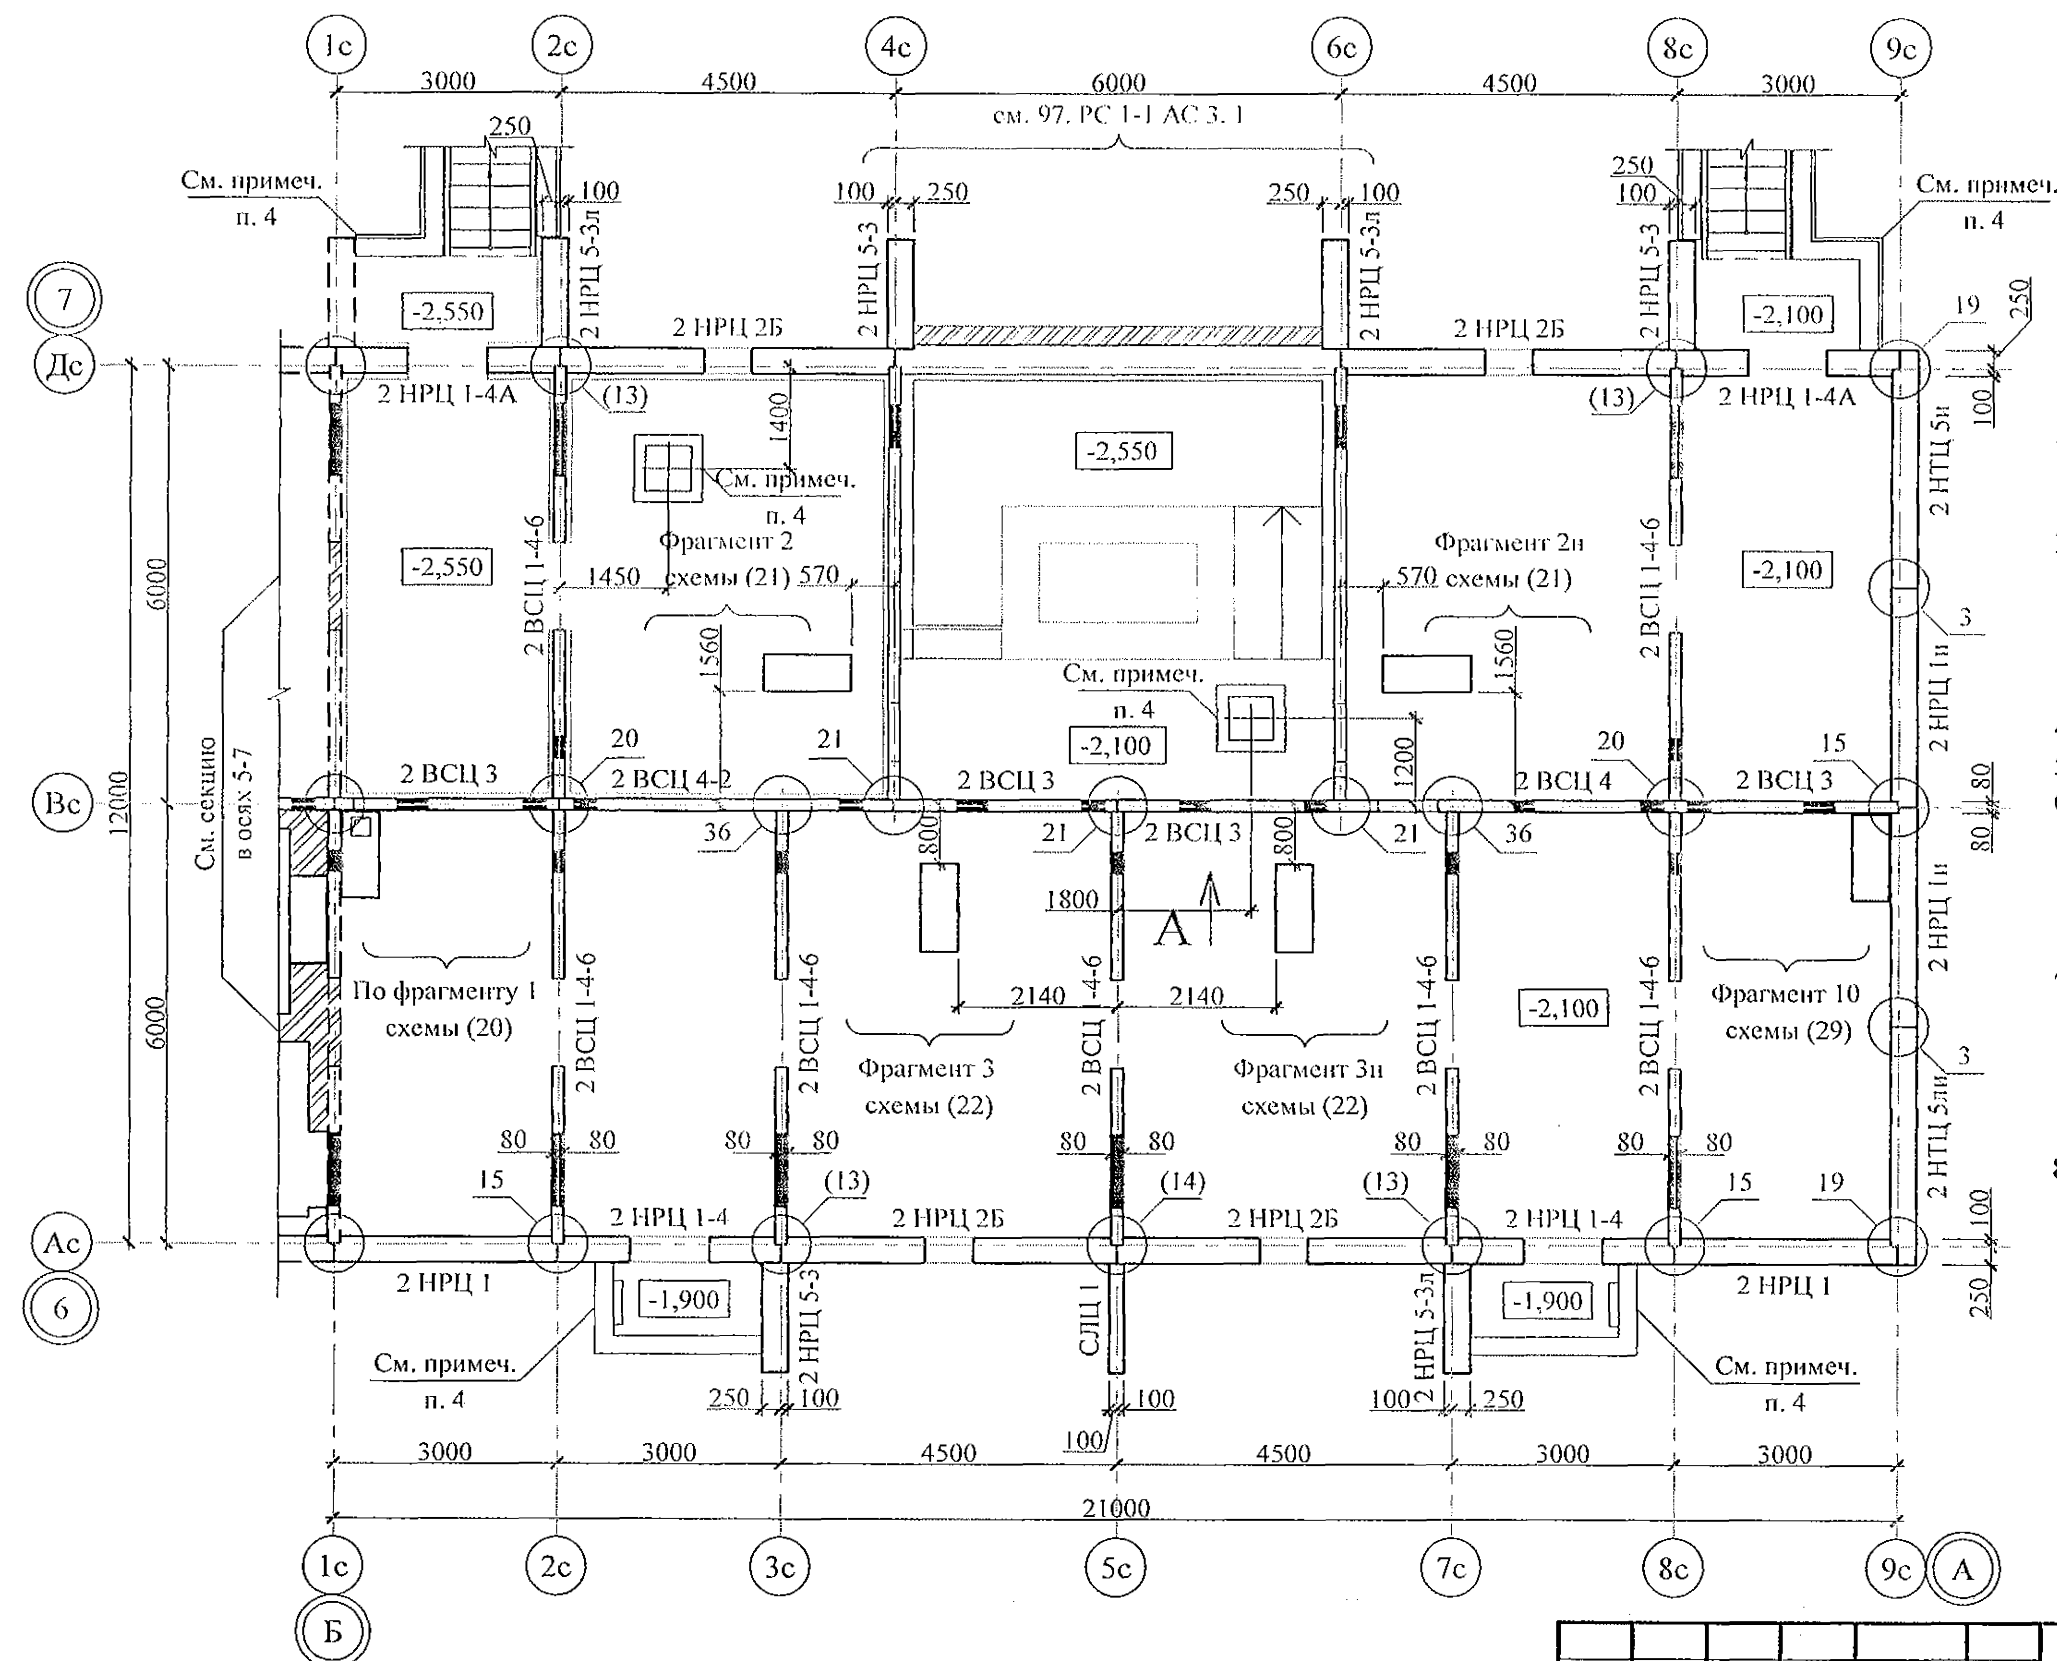 1с 2с 4с 6с 8с 9с
3000 4500 6000 4500 3000
см. 97. РС 1-1 АС 3. 1
250
250
См. примеч.
п. 4
100
100 250
250 100
100
См. примеч.
п. 4
2 НРЦ 5-3л
2 НРЦ 5-3
2 НРЦ 5-3л
2 НРЦ 5-3
7
-2,550
2 НРЦ 2Б
2 НРЦ 2Б
-2,100
19
250
Дс
2 НРЦ 1-4А
(13)
1400
(13)
2 НРЦ 1-4А
100
2 НТЦ 5н
-2,550
См. примеч.
п. 4
2 ВСЦ 1-4-6
Фрагмент 2
схемы (21)
1450
570
Фрагмент 2н
схемы (21)
570
2 ВСЦ 1-4-6
-2,550
-2,100
6000
3
1560
1560
См. примеч.
п. 4
-2,100
2 НРЦ 1н
См. секцию
в осях 5-7
20
21
1200
20
15
12000
Вс
2 ВСЦ 3
2 ВСЦ 4-2
2 ВСЦ 3
2 ВСЦ 4
2 ВСЦ 3
80
80
36
800
21
2 ВСЦ 3
800
21
36
1800
А
2 НРЦ 1н
6000
По фрагменту 1
схемы (20)
2 ВСЦ 1-4-6
2 ВСЦ 1-4-6
2140 2140
2 ВСЦ 1-4-6
2 ВСЦ 1-4-6
-2,100
2 ВСЦ 1-4-6
Фрагмент 10
схемы (29)
Фрагмент 3
схемы (22)
Фрагмент 3н
схемы (22)
3
2 НТЦ 5лн
80 80
80 80
80 80
80 80
80 80
15
(13)
(14)
(13)
15
19
Ас
2 НРЦ 1-4
2 НРЦ 2Б
2 НРЦ 2Б
2 НРЦ 1-4
100
250
6
2 НРЦ 1
-1,900
2 НРЦ 5-3
СЛЦ 1
2 НРЦ 5-3л
-1,900
2 НРЦ 1
См. примеч.
п. 4
См. примеч.
п. 4
250 100
100
100
100 250
3000 3000 4500 4500 3000 3000
21000
1с 2с 3с 5с 7с 8с 9с А
Б